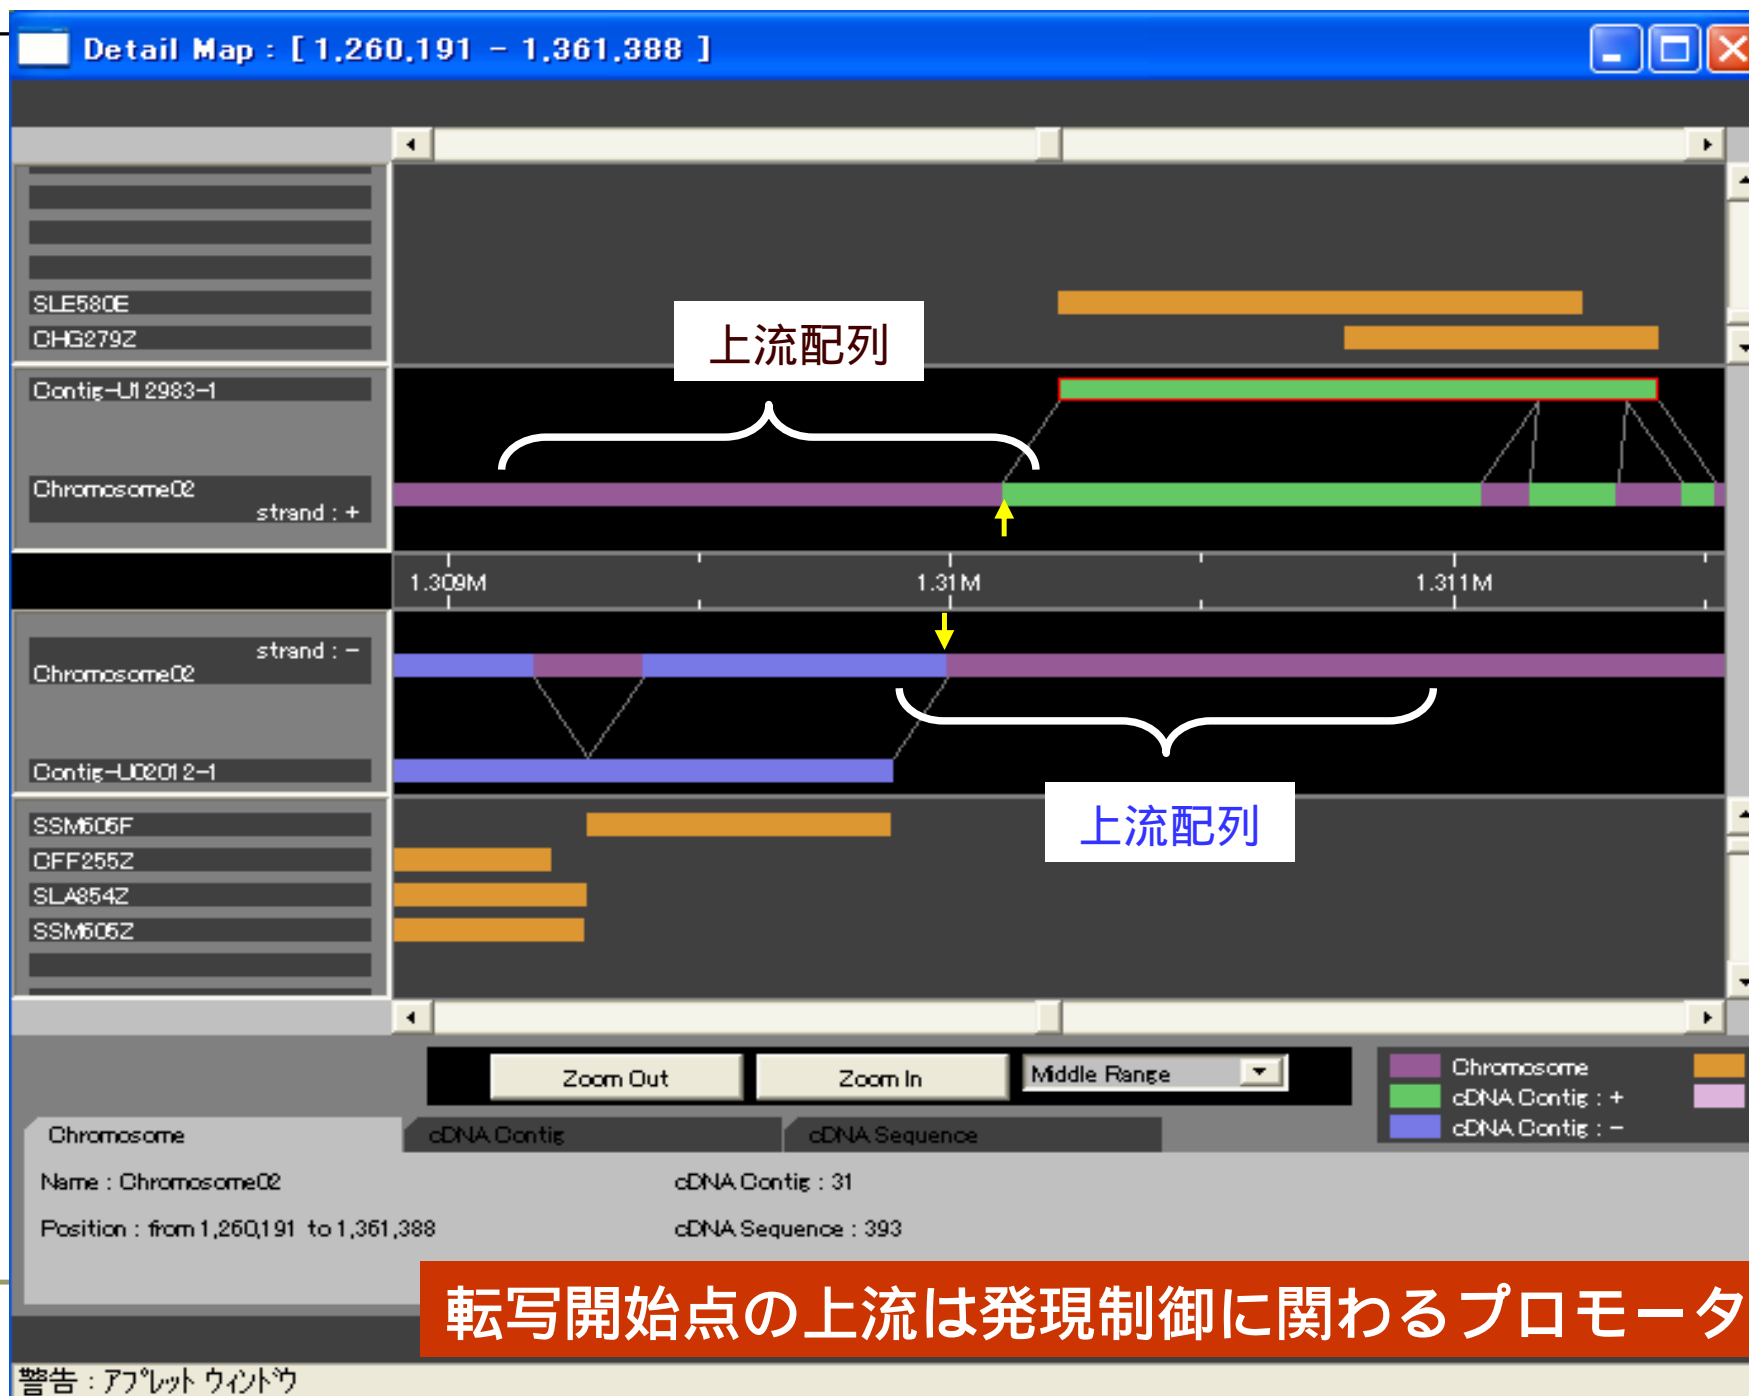 Detail Map : [ 1,260,191 - 1,361,388 ]
SLE580E
CHG279Z
上流配列
Contig-U12983-1
Chromosome02
strand : +
1.309M 1.31M 1.311M
strand : -
Chromosome02
Contig-U02012-1
上流配列
SSM605F
CFF255Z
SLA854Z
SSM605Z
Zoom Out Zoom In Middle Range
Chromosome
cDNA Contig : +
cDNA Contig : -
Chromosome cDNA Contig cDNA Sequence
Name : Chromosome02 cDNA Contig : 31
Position : from 1,260,191 to 1,361,388 cDNA Sequence : 393
転写開始点の上流は発現制御に関わるプロモータ
警告 : アプレット ウィンドウ